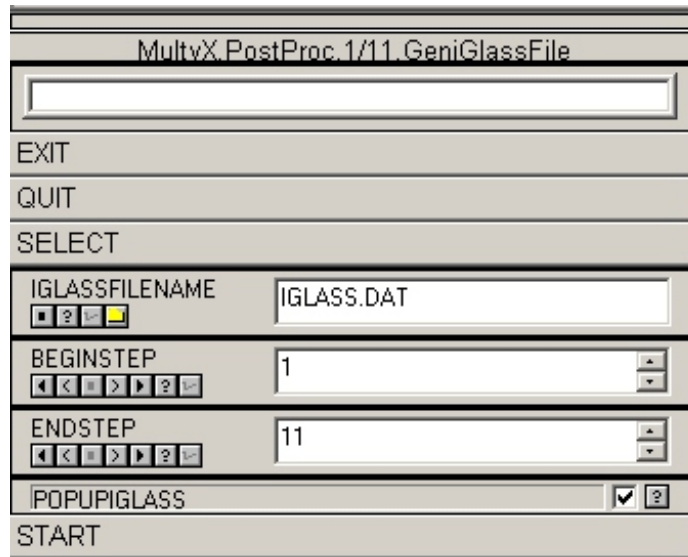 MultyX.PostProc.1/11.GeniGlassFile
EXIT
QUIT
SELECT
IGLASSFILENAME
IGLASS.DAT
BEGINSTEP
1
ENDSTEP
11
POPUPIGLASS
START